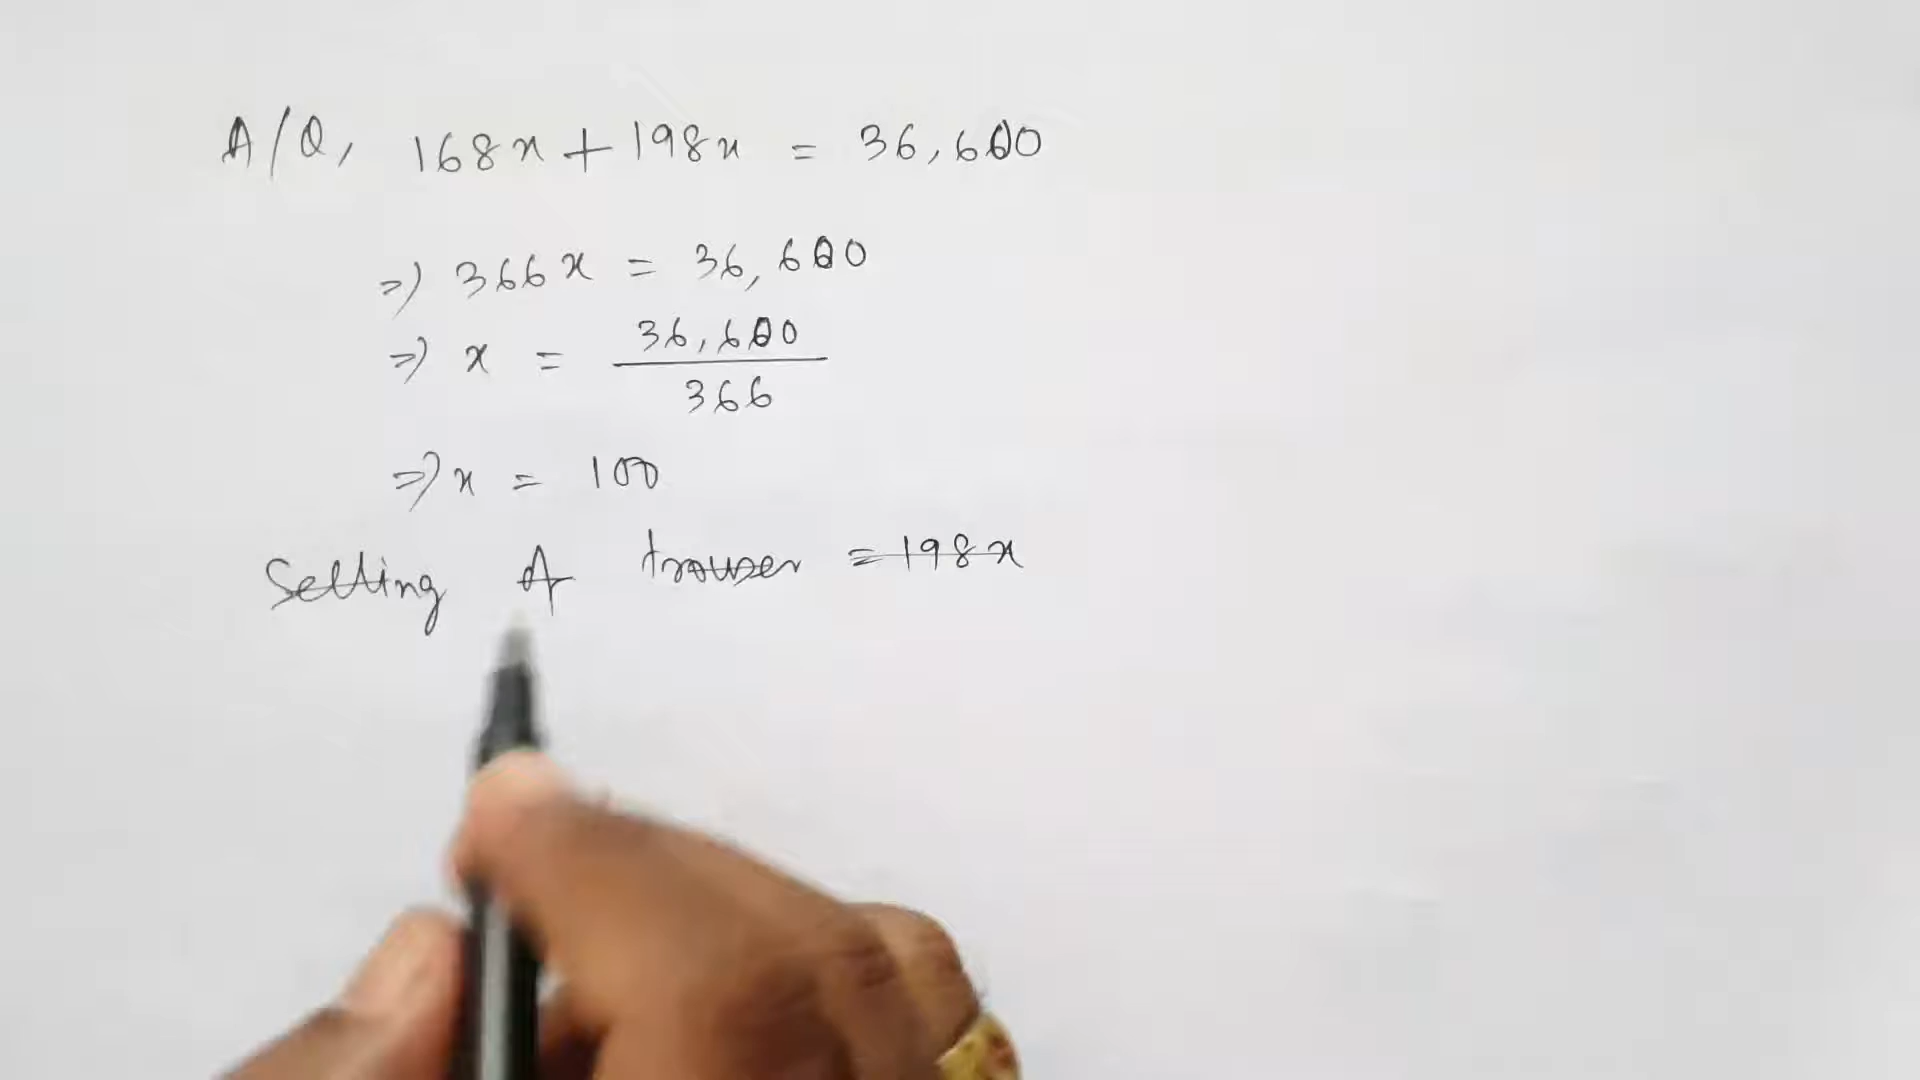 A/Q, 168x + 198x = 36,600
=> 366x = 36,600
=> x = 36,600 / 366
=> x = 100
Selling A trouser = 198x